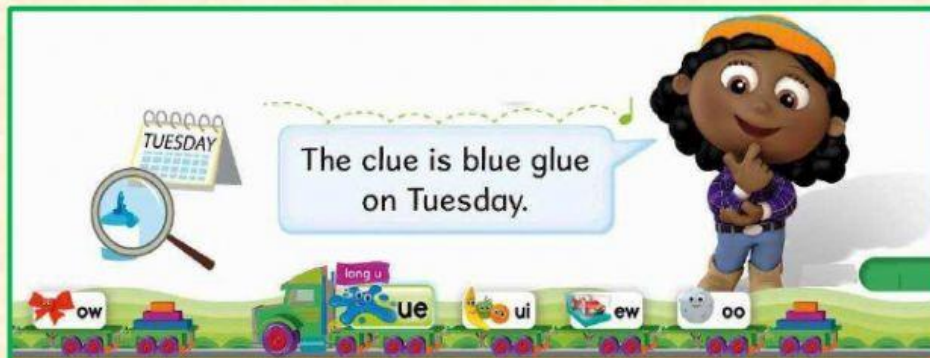 TUESDAY
The clue is blue glue
on Tuesday.
long u
ow
ue
ui
ew
oo